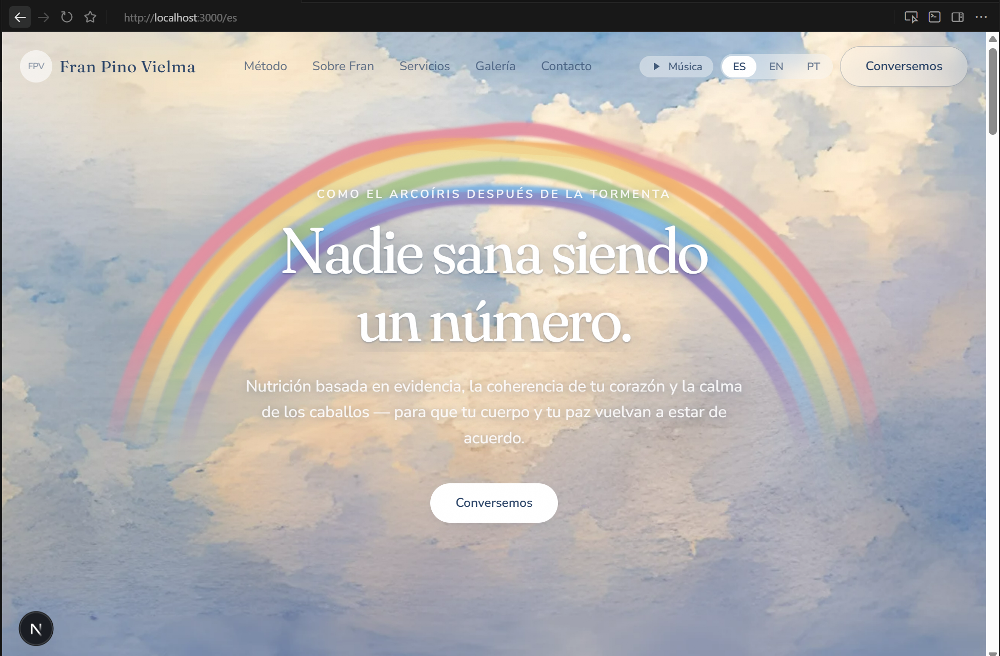 http://localhost:3000/es
FPV
Fran Pino Vielma
Método
Sobre Fran
Servicios
Galería
Contacto
Música
ES
EN
PT
Conversemos
COMO EL ARCOÍRIS DESPUÉS DE LA TORMENTA
Nadie sana siendo
un número.
Nutrición basada en evidencia, la coherencia de tu corazón y la calma
de los caballos — para que tu cuerpo y tu paz vuelvan a estar de
acuerdo.
Conversemos
N